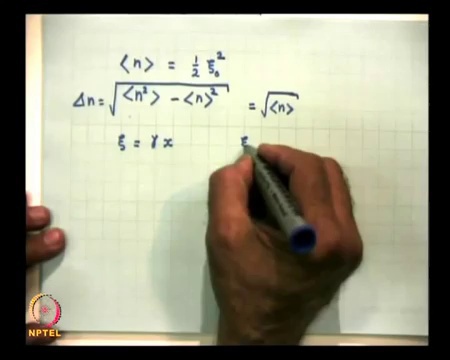 ⟨n⟩ = 1/2 ξ₀²
Δn = √(⟨n²⟩ - ⟨n⟩²) = √⟨n⟩
ξ = γ x ξ
NPTEL